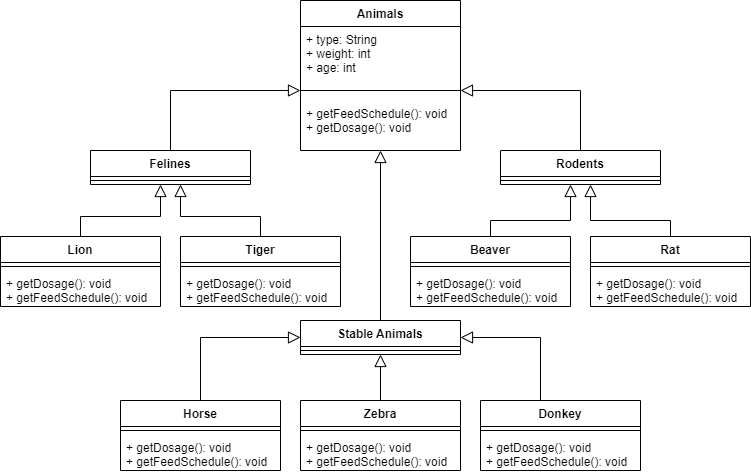 Animals
+ type: String
+ weight: int
+ age: int
+ getFeedSchedule(): void
+ getDosage(): void
Felines
Rodents
Lion
+ getDosage(): void
+ getFeedSchedule(): void
Tiger
+ getDosage(): void
+ getFeedSchedule(): void
Beaver
+ getDosage(): void
+ getFeedSchedule(): void
Rat
+ getDosage(): void
+ getFeedSchedule(): void
Stable Animals
Horse
+ getDosage(): void
+ getFeedSchedule(): void
Zebra
+ getDosage(): void
+ getFeedSchedule(): void
Donkey
+ getDosage(): void
+ getFeedSchedule(): void